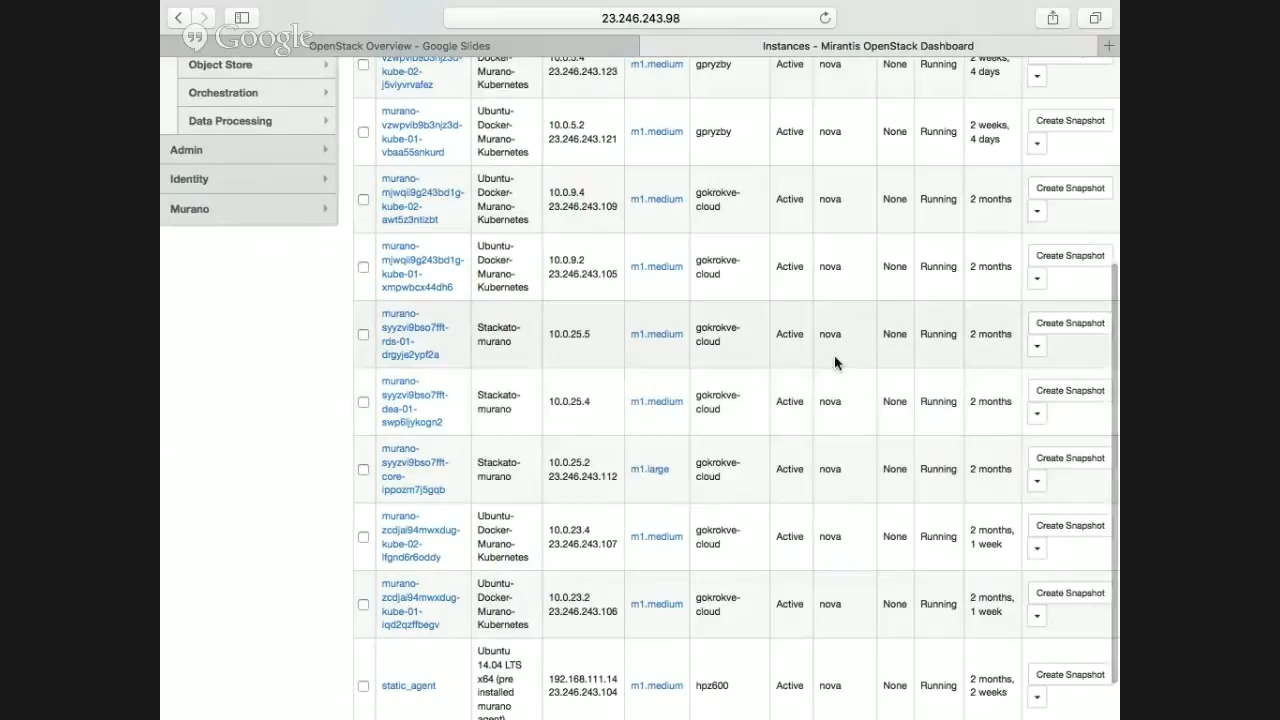 23.246.243.98
Google
OpenStack Overview - Google Slides
Instances - Mirantis OpenStack Dashboard
Object Store
Orchestration
Data Processing
Admin
Identity
Murano
kube-02-
j5viyvrvafez
Docker-
Murano-
Kubernetes
23.246.243.123
m1.medium
gpryzby
Active
nova
None
Running
2 weeks,
4 days
murano-
vzwpvib9b3njz3d-
kube-01-
vbaa55snkurd
Ubuntu-
Docker-
Murano-
Kubernetes
10.0.5.2
23.246.243.121
m1.medium
gpryzby
Active
nova
None
Running
2 weeks,
4 days
Create Snapshot
murano-
mjwqii9g243bd1g-
kube-02-
awt5z3ntizbt
Ubuntu-
Docker-
Murano-
Kubernetes
10.0.9.4
23.246.243.109
m1.medium
gokrokve-
cloud
Active
nova
None
Running
2 months
Create Snapshot
murano-
mjwqii9g243bd1g-
kube-01-
xmpwbcx44dh6
Ubuntu-
Docker-
Murano-
Kubernetes
10.0.9.2
23.246.243.105
m1.medium
gokrokve-
cloud
Active
nova
None
Running
2 months
Create Snapshot
murano-
syyzvi9bso7fft-
rds-01-
drgyje2ypf2a
Stackato-
murano
10.0.25.5
m1.medium
gokrokve-
cloud
Active
nova
None
Running
2 months
Create Snapshot
murano-
syyzvi9bso7fft-
dea-01-
swp6ljykogn2
Stackato-
murano
10.0.25.4
m1.medium
gokrokve-
cloud
Active
nova
None
Running
2 months
Create Snapshot
murano-
syyzvi9bso7fft-
core-
ippozm7j5gqb
Stackato-
murano
10.0.25.2
23.246.243.112
m1.large
gokrokve-
cloud
Active
nova
None
Running
2 months
Create Snapshot
murano-
zcdjai94mwxdug-
kube-02-
lfgnd6r6oddy
Ubuntu-
Docker-
Murano-
Kubernetes
10.0.23.4
23.246.243.107
m1.medium
gokrokve-
cloud
Active
nova
None
Running
2 months,
1 week
Create Snapshot
murano-
zcdjai94mwxdug-
kube-01-
iqd2qzffbegv
Ubuntu-
Docker-
Murano-
Kubernetes
10.0.23.2
23.246.243.106
m1.medium
gokrokve-
cloud
Active
nova
None
Running
2 months,
1 week
Create Snapshot
static_agent
Ubuntu
14.04 LTS
x64 (pre
installed
murano
agent)
192.168.111.14
23.246.243.104
m1.medium
hpz600
Active
nova
None
Running
2 months,
2 weeks
Create Snapshot